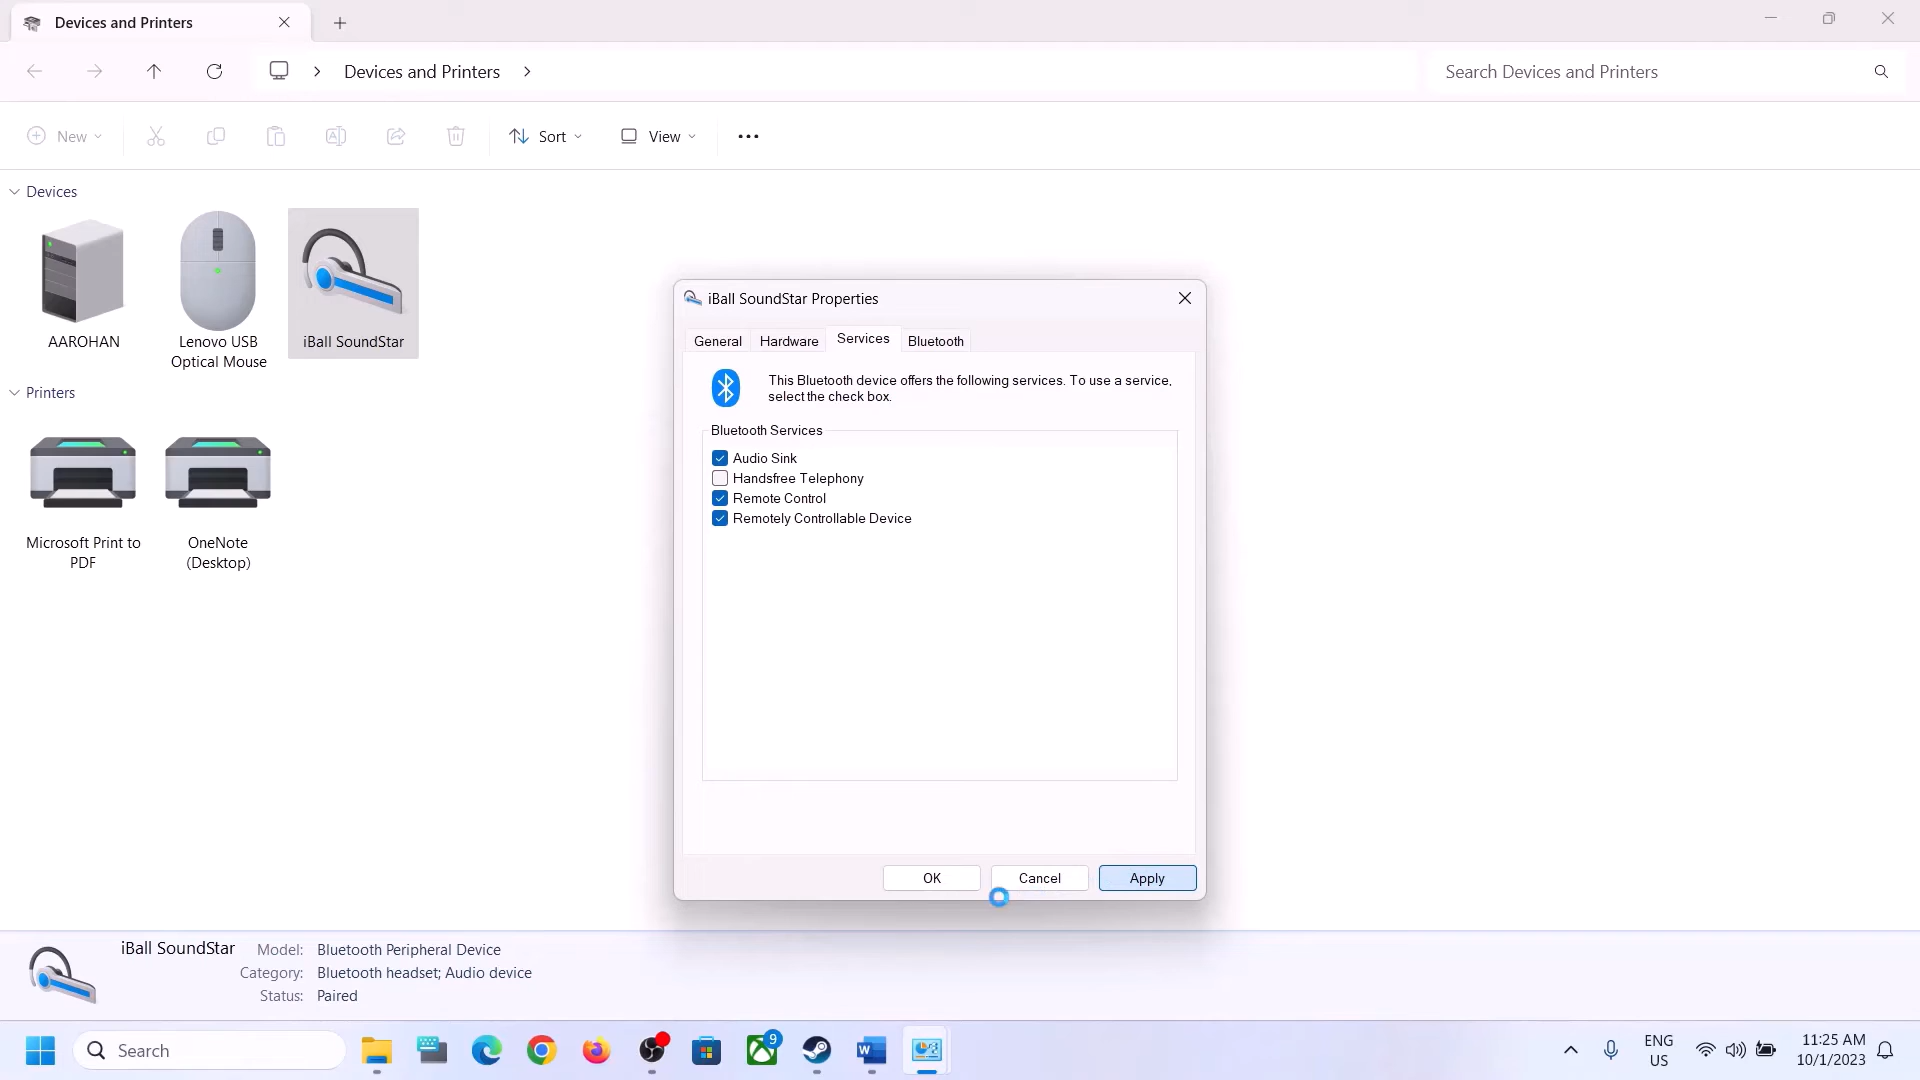 Devices and Printers
Devices and Printers
Search Devices and Printers
New
Sort
View
Devices
AAROHAN
Lenovo USB
Optical Mouse
iBall SoundStar
Printers
Microsoft Print to
PDF
OneNote
(Desktop)
iBall SoundStar Properties
General
Hardware
Services
Bluetooth
This Bluetooth device offers the following services. To use a service,
select the check box.
Bluetooth Services
Audio Sink
Handsfree Telephony
Remote Control
Remotely Controllable Device
OK
Cancel
Apply
iBall SoundStar
Model: Bluetooth Peripheral Device
Category: Bluetooth headset; Audio device
Status: Paired
Search
9
ENG
US
11:25 AM
10/1/2023